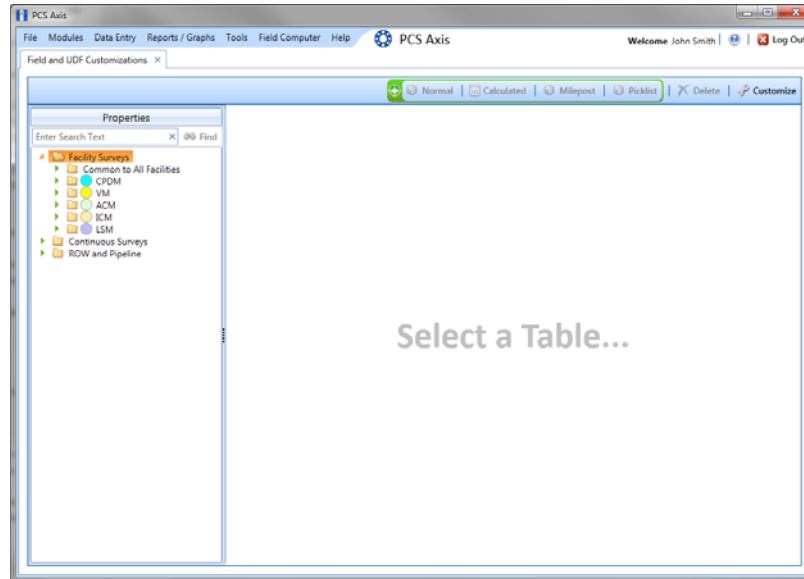 PCS Axis
File Modules Data Entry Reports / Graphs Tools Field Computer Help PCS Axis Welcome John Smith | | Log Out
Field and UDF Customizations ×
Normal | Calculated | Milepost | Picklist | Delete | Customize
Properties
Enter Search Text × Find
Facility Surveys
Common to All Facilities
CPDM
VM
ACM
ICM
LSM
Continuous Surveys
ROW and Pipeline
Select a Table...